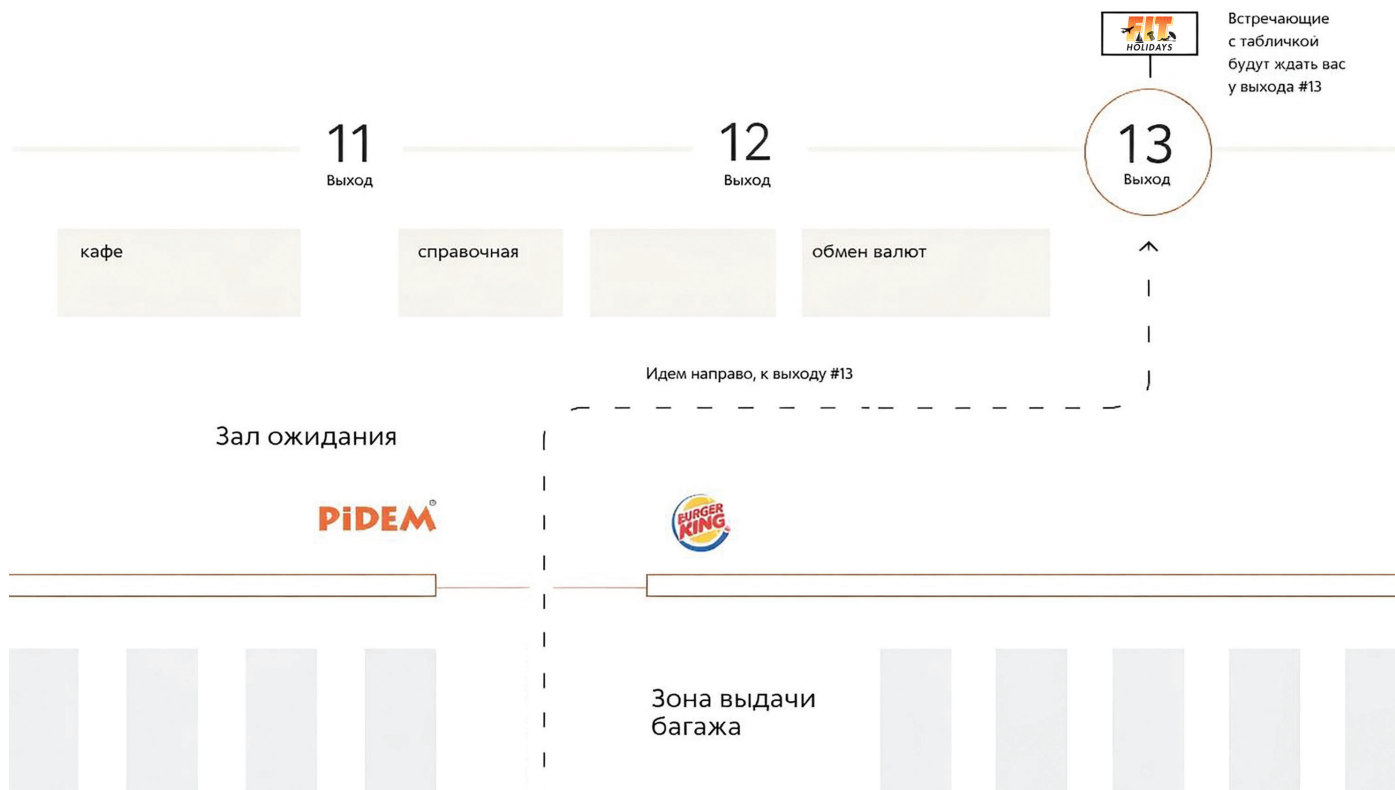 FIT
HOLIDAYS
Встречающие
с табличкой
будут ждать вас
у выхода #13
11
Выход
12
Выход
13
Выход
кафе
справочная
обмен валют
Идем направо, к выходу #13
Зал ожидания
PiDEM
BURGER
KING
Зона выдачи
багажа